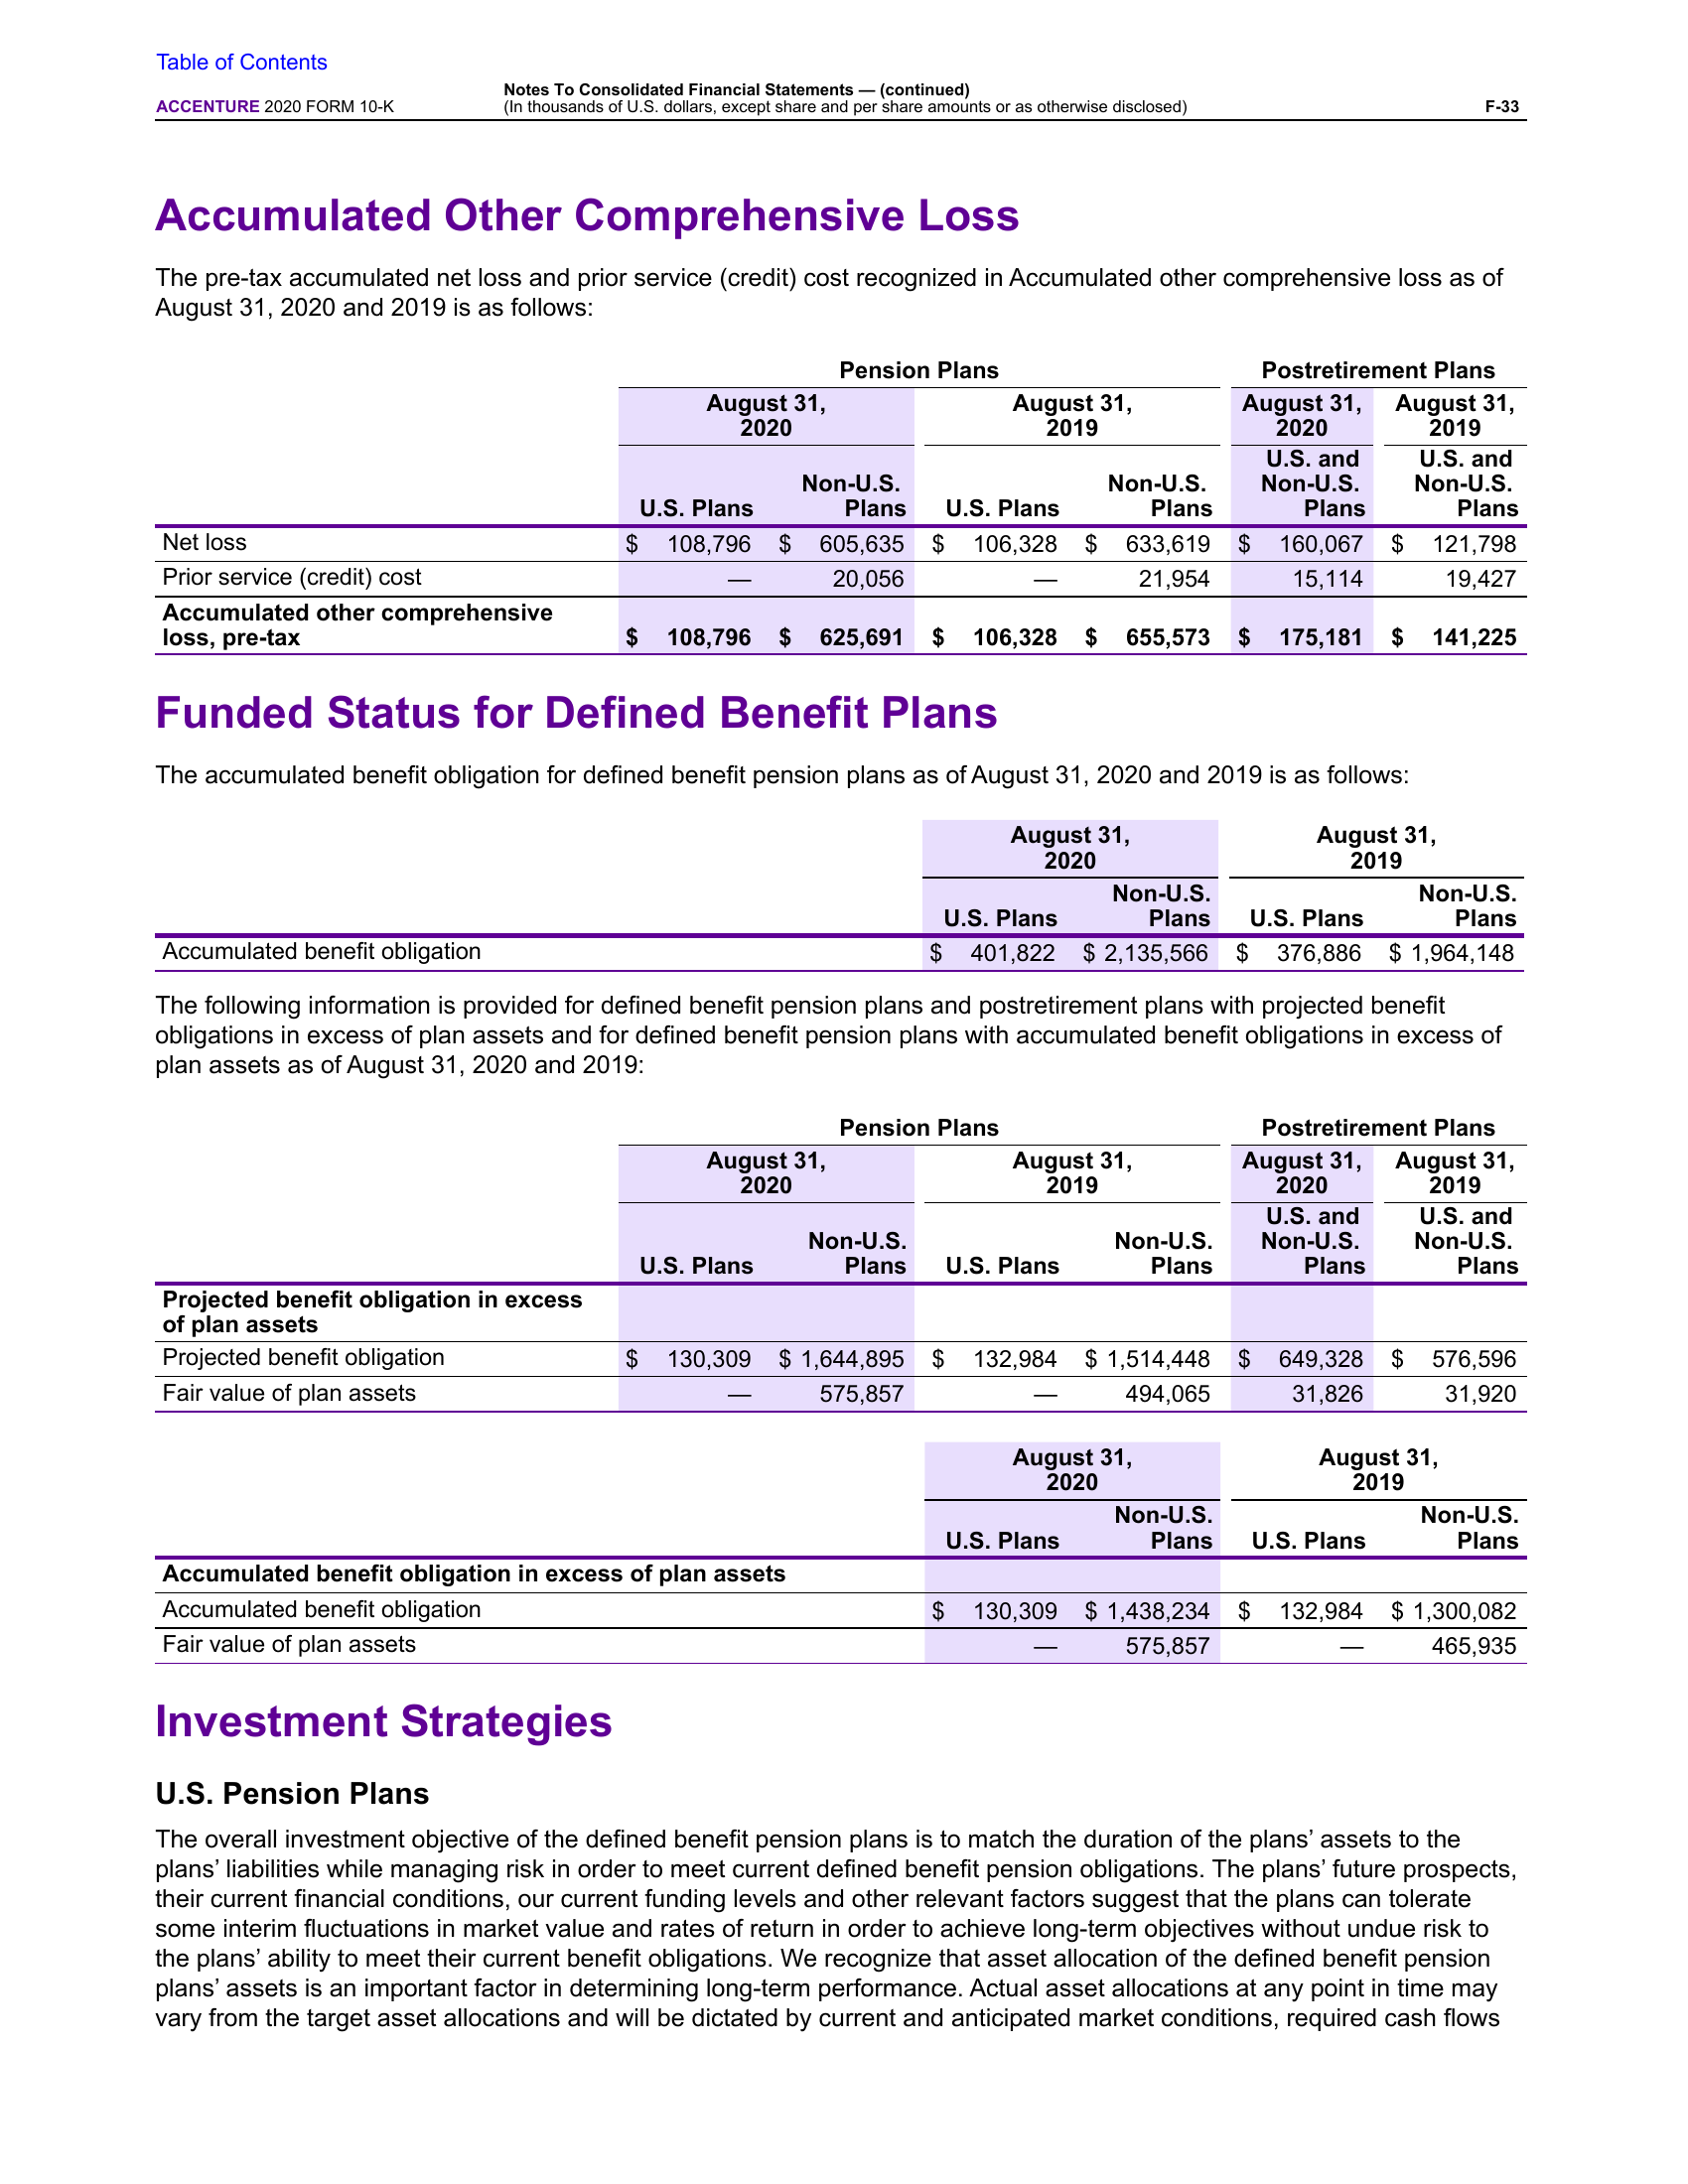 Table of Contents
Notes To Consolidated Financial Statements — (continued)
ACCENTURE 2020 FORM 10-K (In thousands of U.S. dollars, except share and per share amounts or as otherwise disclosed) F-33
Accumulated Other Comprehensive Loss
The pre-tax accumulated net loss and prior service (credit) cost recognized in Accumulated other comprehensive loss as of
August 31, 2020 and 2019 is as follows:
Pension Plans Postretirement Plans
August 31, August 31, August 31, August 31,
2020 2019 2020 2019
U.S. and U.S. and
Non-U.S. Non-U.S. Non-U.S. Non-U.S.
U.S. Plans Plans U.S. Plans Plans Plans Plans
Net loss $ 108,796 $ 605,635 $ 106,328 $ 633,619 $ 160,067 $ 121,798
Prior service (credit) cost — 20,056 — 21,954 15,114 19,427
Accumulated other comprehensive
loss, pre-tax $ 108,796 $ 625,691 $ 106,328 $ 655,573 $ 175,181 $ 141,225
Funded Status for Defined Benefit Plans
The accumulated benefit obligation for defined benefit pension plans as of August 31, 2020 and 2019 is as follows:
August 31, August 31,
2020 2019
Non-U.S. Non-U.S.
U.S. Plans Plans U.S. Plans Plans
Accumulated benefit obligation $ 401,822 $ 2,135,566 $ 376,886 $ 1,964,148
The following information is provided for defined benefit pension plans and postretirement plans with projected benefit
obligations in excess of plan assets and for defined benefit pension plans with accumulated benefit obligations in excess of
plan assets as of August 31, 2020 and 2019:
Pension Plans Postretirement Plans
August 31, August 31, August 31, August 31,
2020 2019 2020 2019
U.S. and U.S. and
Non-U.S. Non-U.S. Non-U.S. Non-U.S.
U.S. Plans Plans U.S. Plans Plans Plans Plans
Projected benefit obligation in excess
of plan assets
Projected benefit obligation $ 130,309 $ 1,644,895 $ 132,984 $ 1,514,448 $ 649,328 $ 576,596
Fair value of plan assets — 575,857 — 494,065 31,826 31,920
August 31, August 31,
2020 2019
Non-U.S. Non-U.S.
U.S. Plans Plans U.S. Plans Plans
Accumulated benefit obligation in excess of plan assets
Accumulated benefit obligation $ 130,309 $ 1,438,234 $ 132,984 $ 1,300,082
Fair value of plan assets — 575,857 — 465,935
Investment Strategies
U.S. Pension Plans
The overall investment objective of the defined benefit pension plans is to match the duration of the plans’ assets to the
plans’ liabilities while managing risk in order to meet current defined benefit pension obligations. The plans’ future prospects,
their current financial conditions, our current funding levels and other relevant factors suggest that the plans can tolerate
some interim fluctuations in market value and rates of return in order to achieve long-term objectives without undue risk to
the plans’ ability to meet their current benefit obligations. We recognize that asset allocation of the defined benefit pension
plans’ assets is an important factor in determining long-term performance. Actual asset allocations at any point in time may
vary from the target asset allocations and will be dictated by current and anticipated market conditions, required cash flows